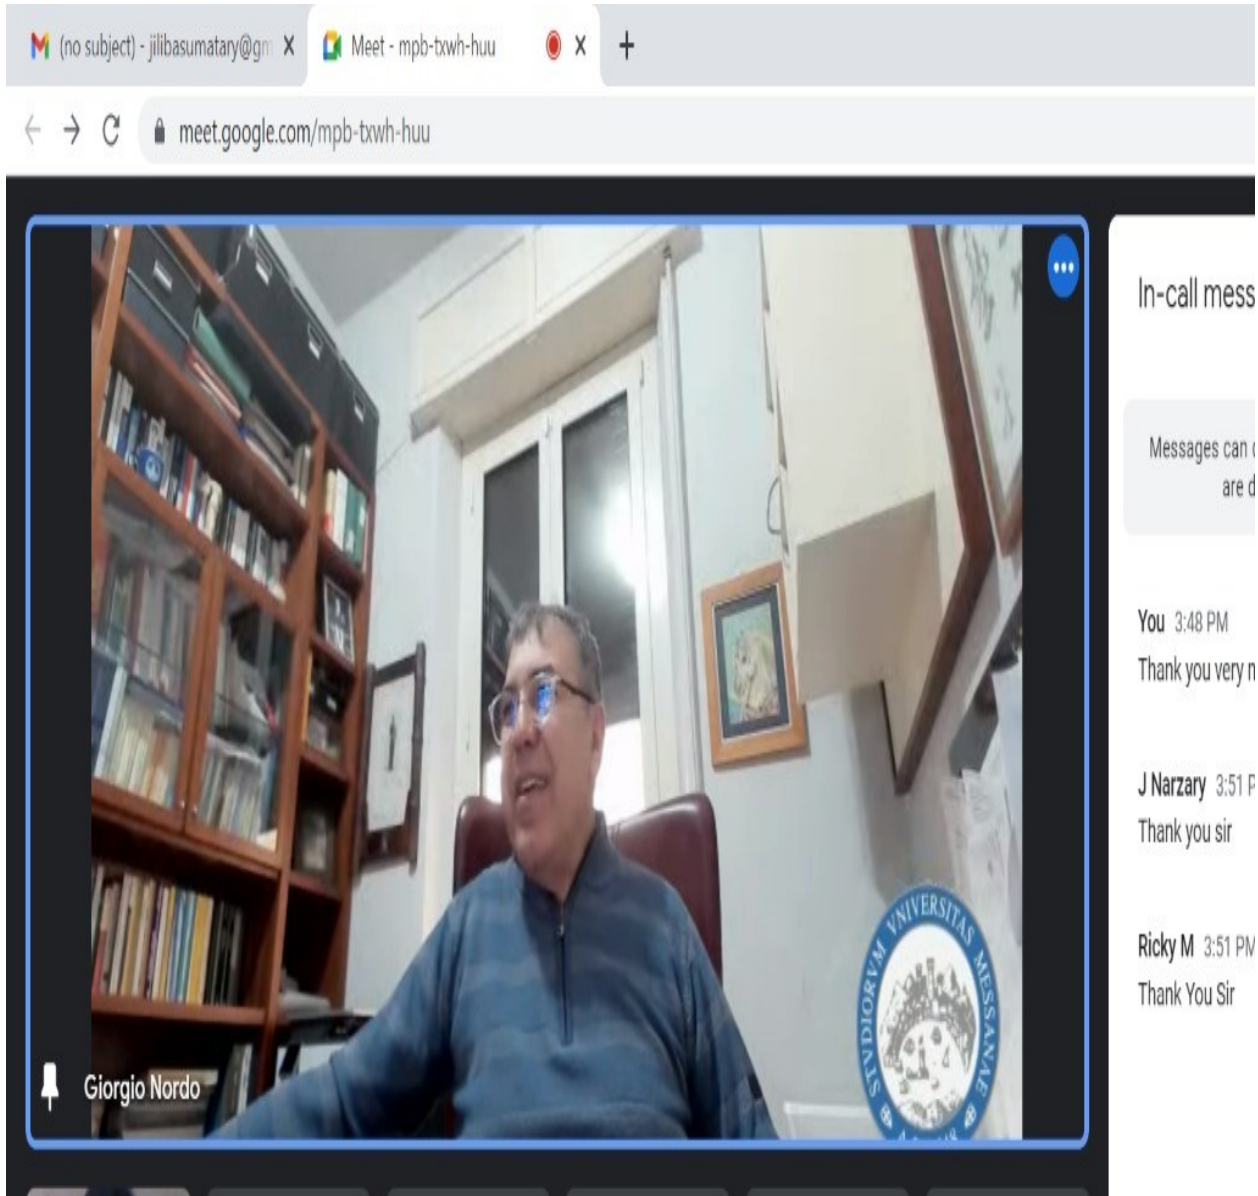 (no subject) - jilibasumatary@gm
Meet - mpb-txwh-huu
meet.google.com/mpb-txwh-huu
In-call mess
Messages can
are d
You 3:48 PM
Thank you very
J Narzary 3:51 P
Thank you sir
Ricky M 3:51 PM
Thank You Sir
Giorgio Nordo
STVDIORVM VNIVERSITAS MESSANAE